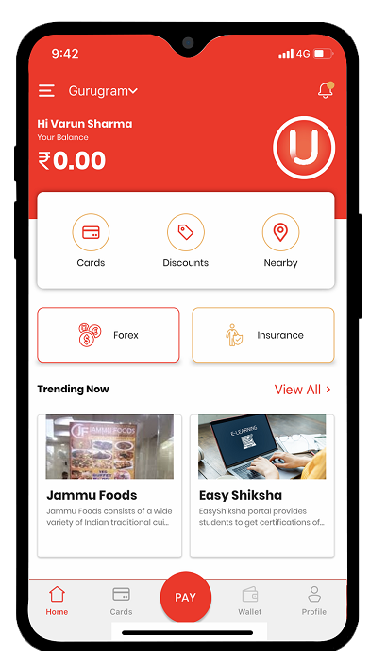 9:42
4G
Gurugram
Hi Varun Sharma
Your Balance
₹0.00
U
Cards
Discounts
Nearby
Forex
Insurance
Trending Now
View All >
JF JAMMU FOODS
E-LEARNING
Jammu Foods
Jammu Foods consists of a wide
variety of Indian traditional cui...
Easy Shiksha
EasyShiksha portal provides
students to get certifications of...
Home
Cards
PAY
Wallet
Profile